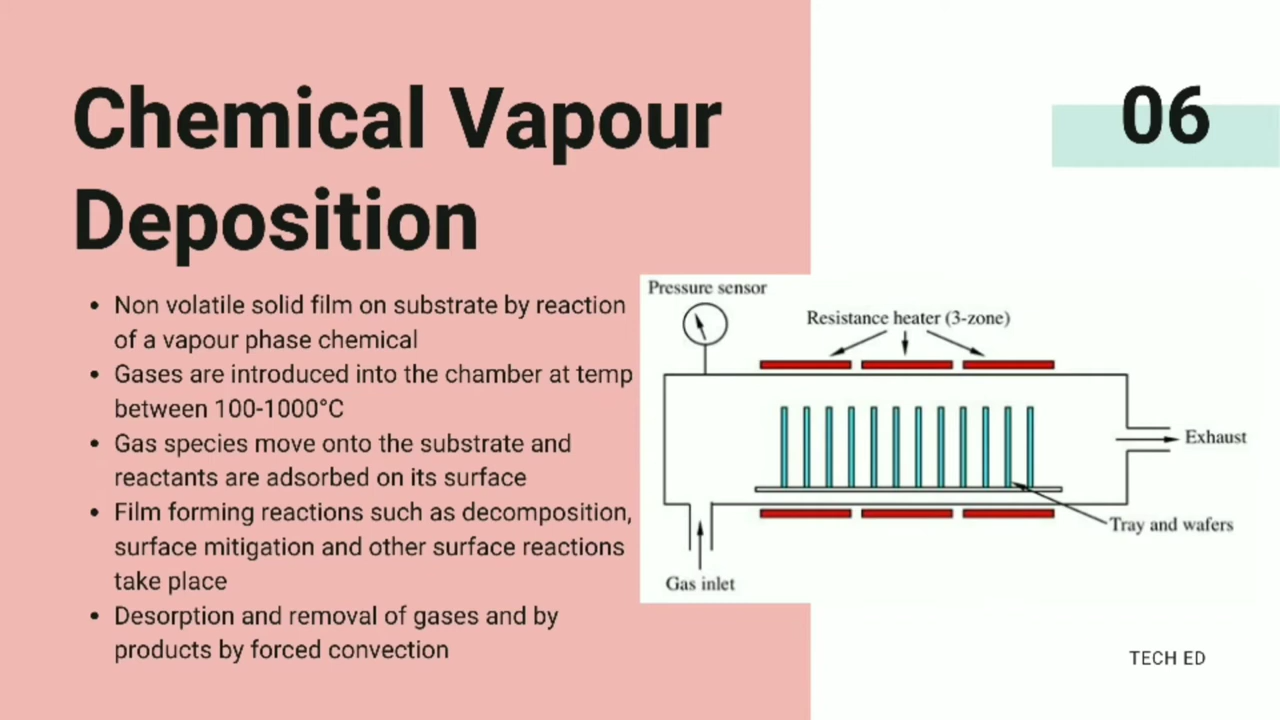 Chemical Vapour
Deposition
06
• Non volatile solid film on substrate by reaction
of a vapour phase chemical
• Gases are introduced into the chamber at temp
between 100-1000°C
• Gas species move onto the substrate and
reactants are adsorbed on its surface
• Film forming reactions such as decomposition,
surface mitigation and other surface reactions
take place
• Desorption and removal of gases and by
products by forced convection
Pressure sensor
Resistance heater (3-zone)
Exhaust
Tray and wafers
Gas inlet
TECH ED